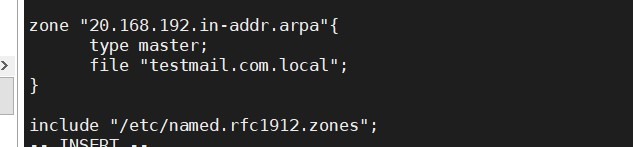 zone "20.168.192.in-addr.arpa"{
type master;
file "testmail.com.local";
}
include "/etc/named.rfc1912.zones";
-- INSERT --